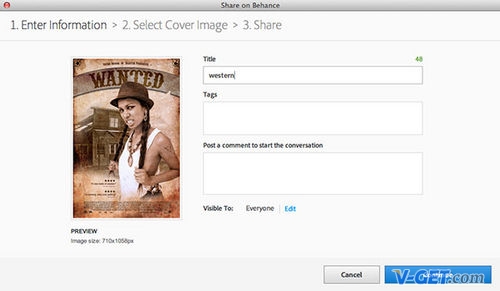 Share on Behance
1. Enter Information > 2. Select Cover Image > 3. Share
Title 48
western
Tags
Post a comment to start the conversation
Visible To: Everyone Edit
WANTED
PREVIEW
Image size: 710x1058px
Cancel
V-GET.com